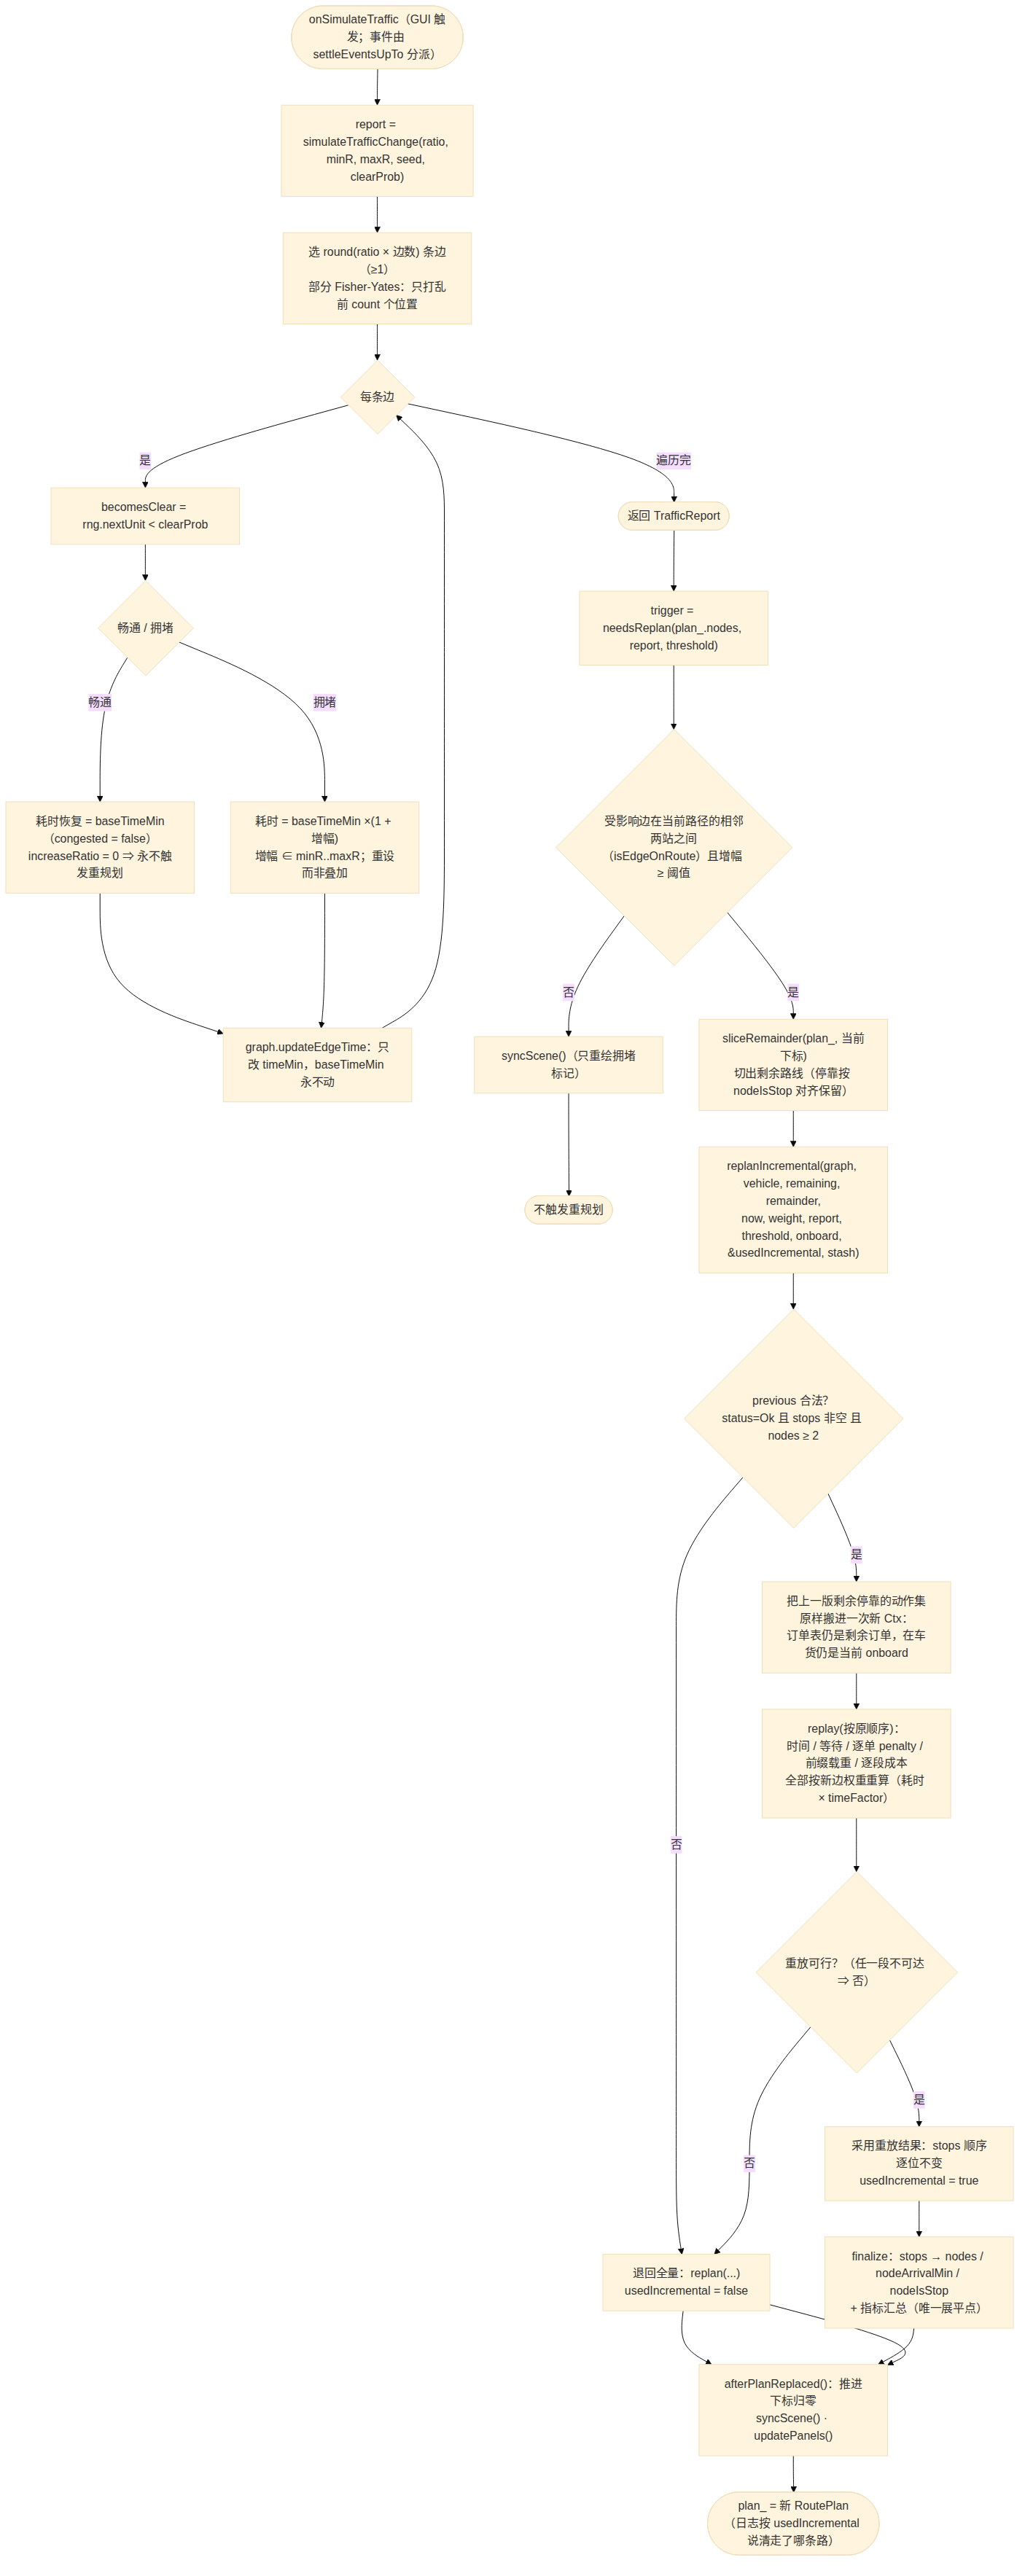 onSimulateTraffic（GUI 触
发；事件由
settleEventsUpTo 分派）
report =
simulateTrafficChange(ratio,
minR, maxR, seed,
clearProb)
选 round(ratio × 边数) 条边
（≥1）
部分 Fisher-Yates：只打乱
前 count 个位置
每条边
是
遍历完
becomesClear =
rng.nextUnit < clearProb
返回 TrafficReport
畅通 / 拥堵
trigger =
needsReplan(plan_.nodes,
report, threshold)
畅通
拥堵
耗时恢复 = baseTimeMin
（congested = false）
increaseRatio = 0 ⇒ 永不触
发重规划
耗时 = baseTimeMin ×(1 +
增幅)
增幅 ∈ minR..maxR；重设
而非叠加
受影响边在当前路径的相邻
两站之间
（isEdgeOnRoute）且增幅
≥ 阈值
否
是
graph.updateEdgeTime：只
改 timeMin，baseTimeMin
永不动
syncScene()（只重绘拥堵
标记）
sliceRemainder(plan_, 当前
下标)
切出剩余路线（停靠按
nodeIsStop 对齐保留）
不触发重规划
replanIncremental(graph,
vehicle, remaining,
remainder,
now, weight, report,
threshold, onboard,
&usedIncremental, stash)
previous 合法？
status=Ok 且 stops 非空 且
nodes ≥ 2
是
把上一版剩余停靠的动作集
原样搬进一次新 Ctx：
订单表仍是剩余订单，在车
货仍是当前 onboard
replay(按原顺序)：
时间 / 等待 / 逐单 penalty /
前缀载重 / 逐段成本
全部按新边权重重算（耗时
× timeFactor）
否
重放可行？（任一段不可达
⇒ 否）
是
否
采用重放结果：stops 顺序
逐位不变
usedIncremental = true
退回全量：replan(...)
usedIncremental = false
finalize：stops → nodes /
nodeArrivalMin /
nodeIsStop
+ 指标汇总（唯一展平点）
afterPlanReplaced()：推进
下标归零
syncScene() ·
updatePanels()
plan_ = 新 RoutePlan
（日志按 usedIncremental
说清走了哪条路）